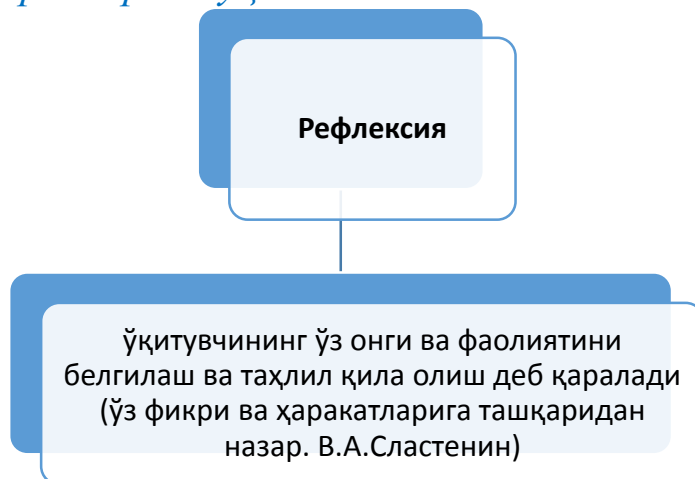 Рефлексия
ўқитувчининг ўз онги ва фаолиятини
белгилаш ва таҳлил қила олиш деб қаралади
(ўз фикри ва ҳаракатларига ташқаридан
назар. В.А.Сластенин)